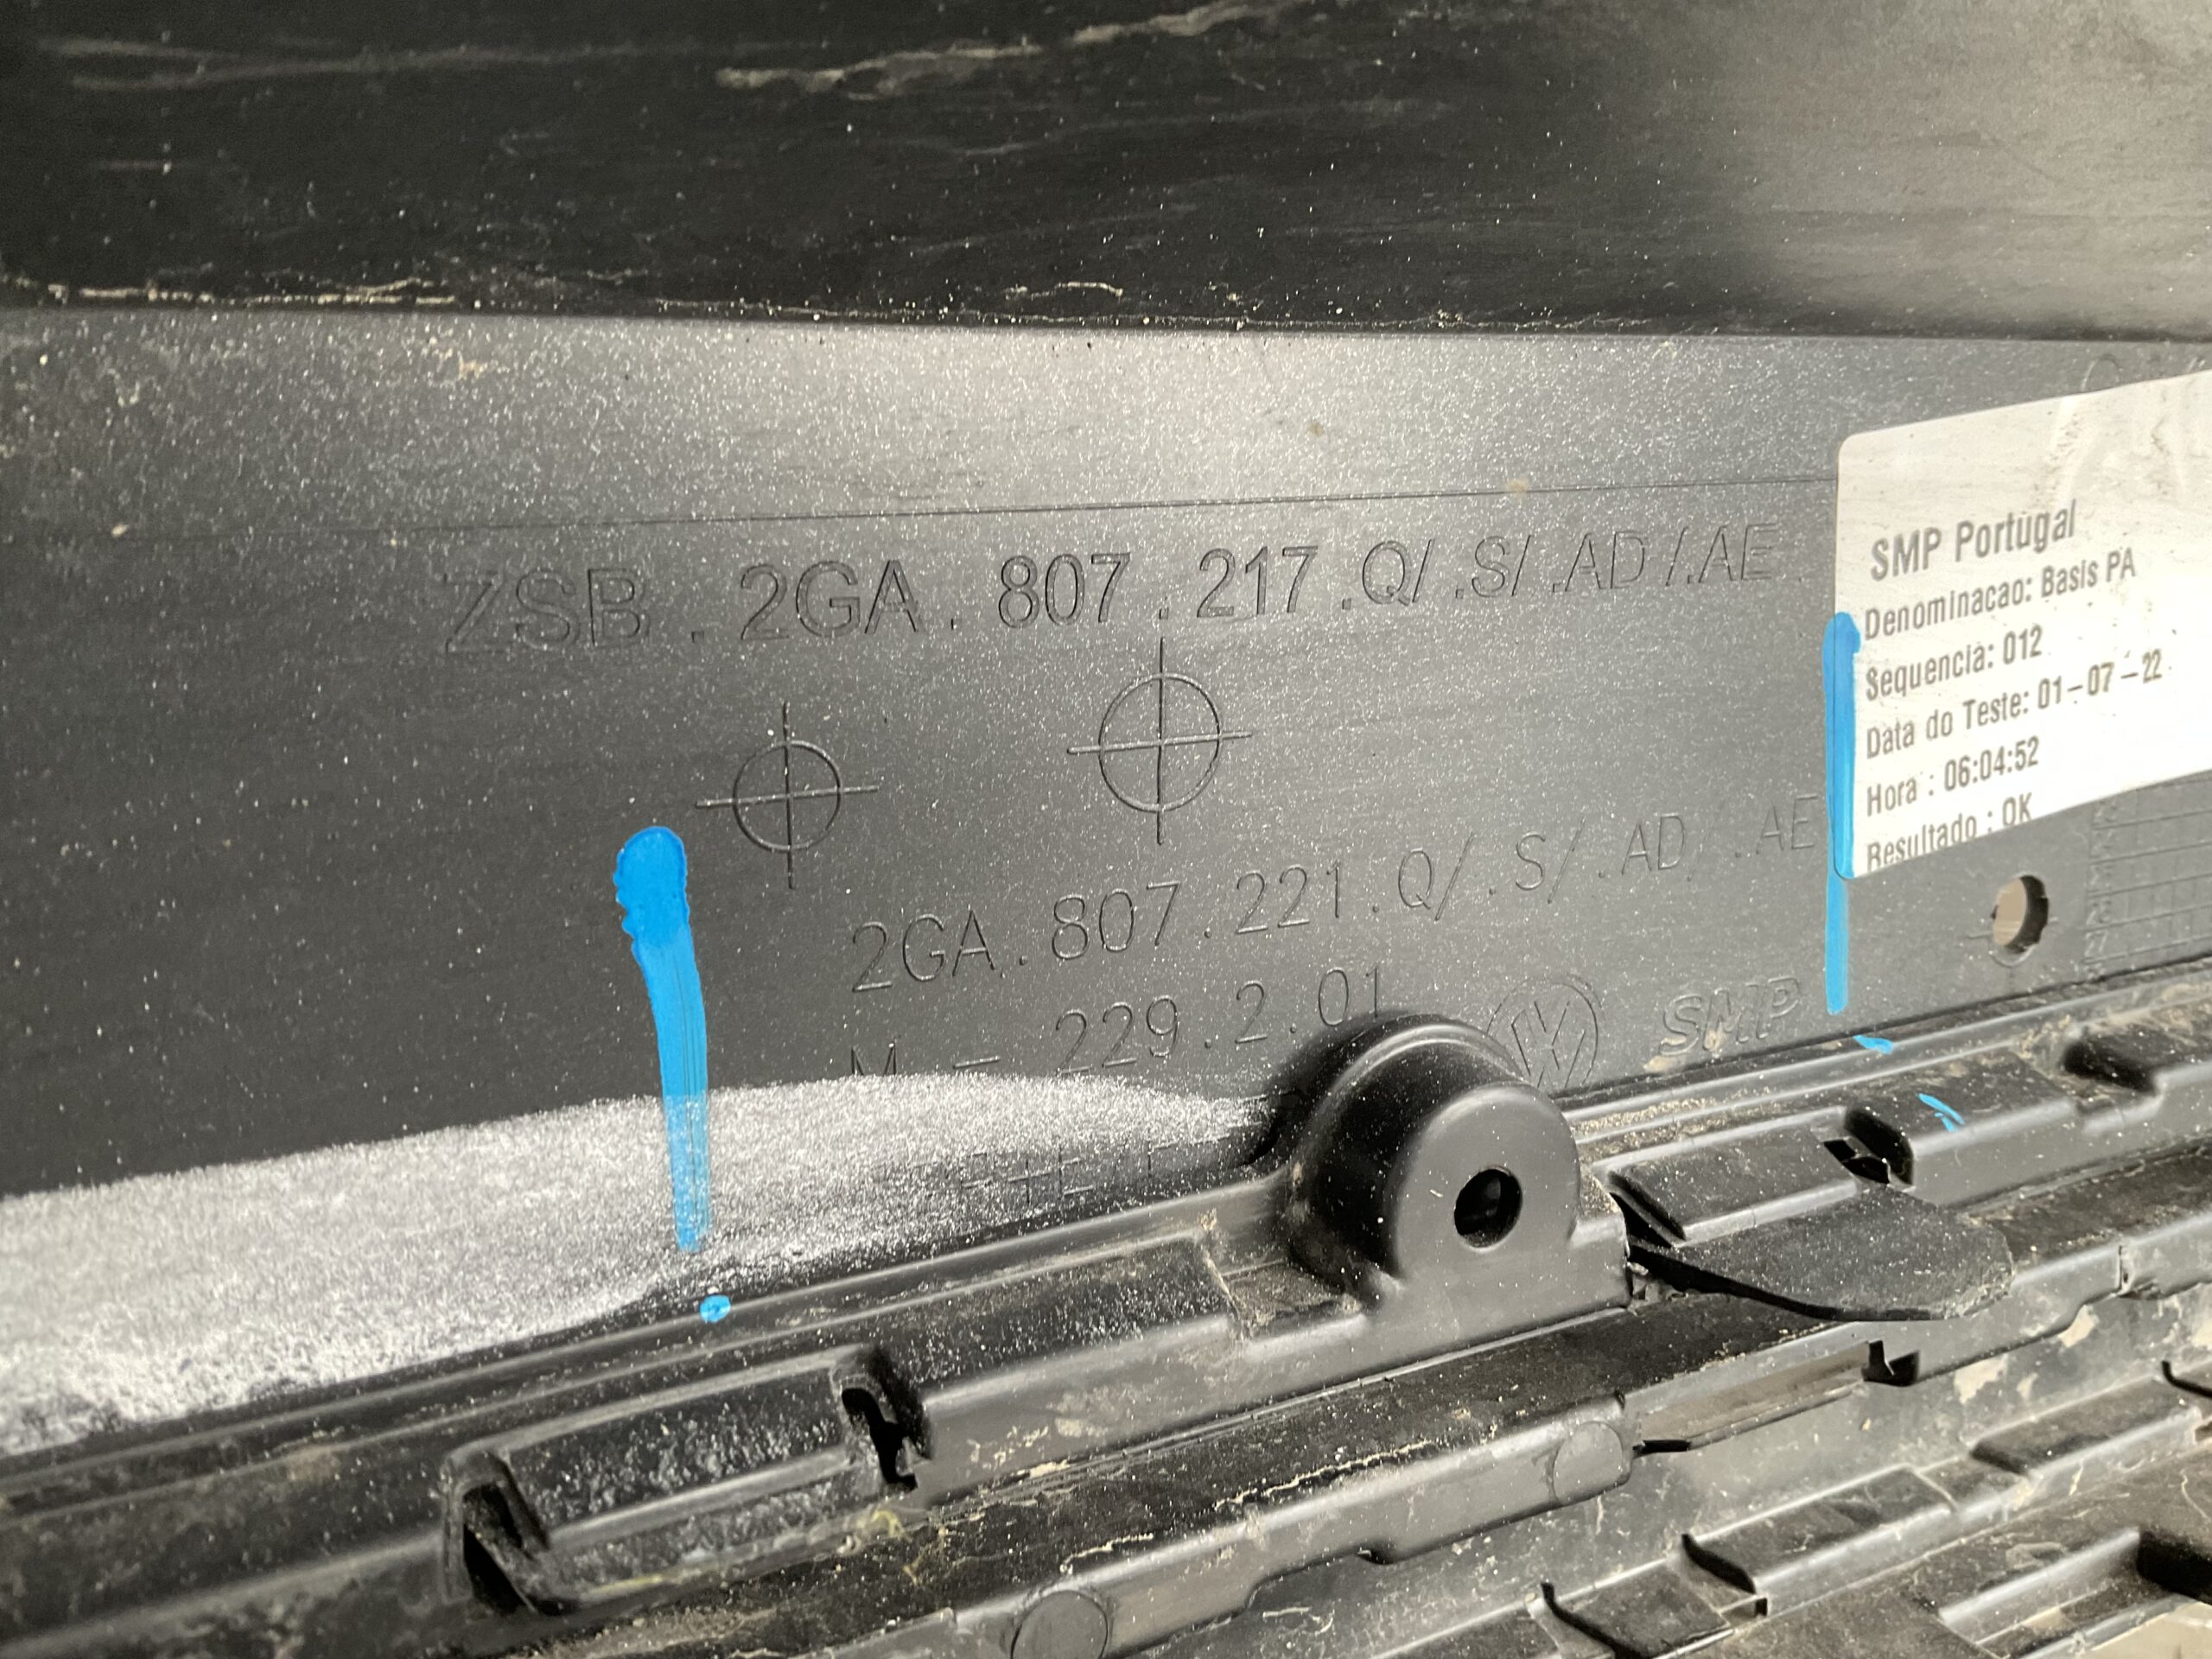 ZSB . 2GA . 807 . 217 .Q/ .S/ .AD /.AE
SMP Portugal
Denominacao: Basis PA
Sequencia: 012
Data do Teste: 01-07-22
Hora : 06:04:52
Resultado : OK
2GA . 807 . 221 . Q/ . S/ . AD/ . .AE
M - 229 . 2 . 01
VW
SMP